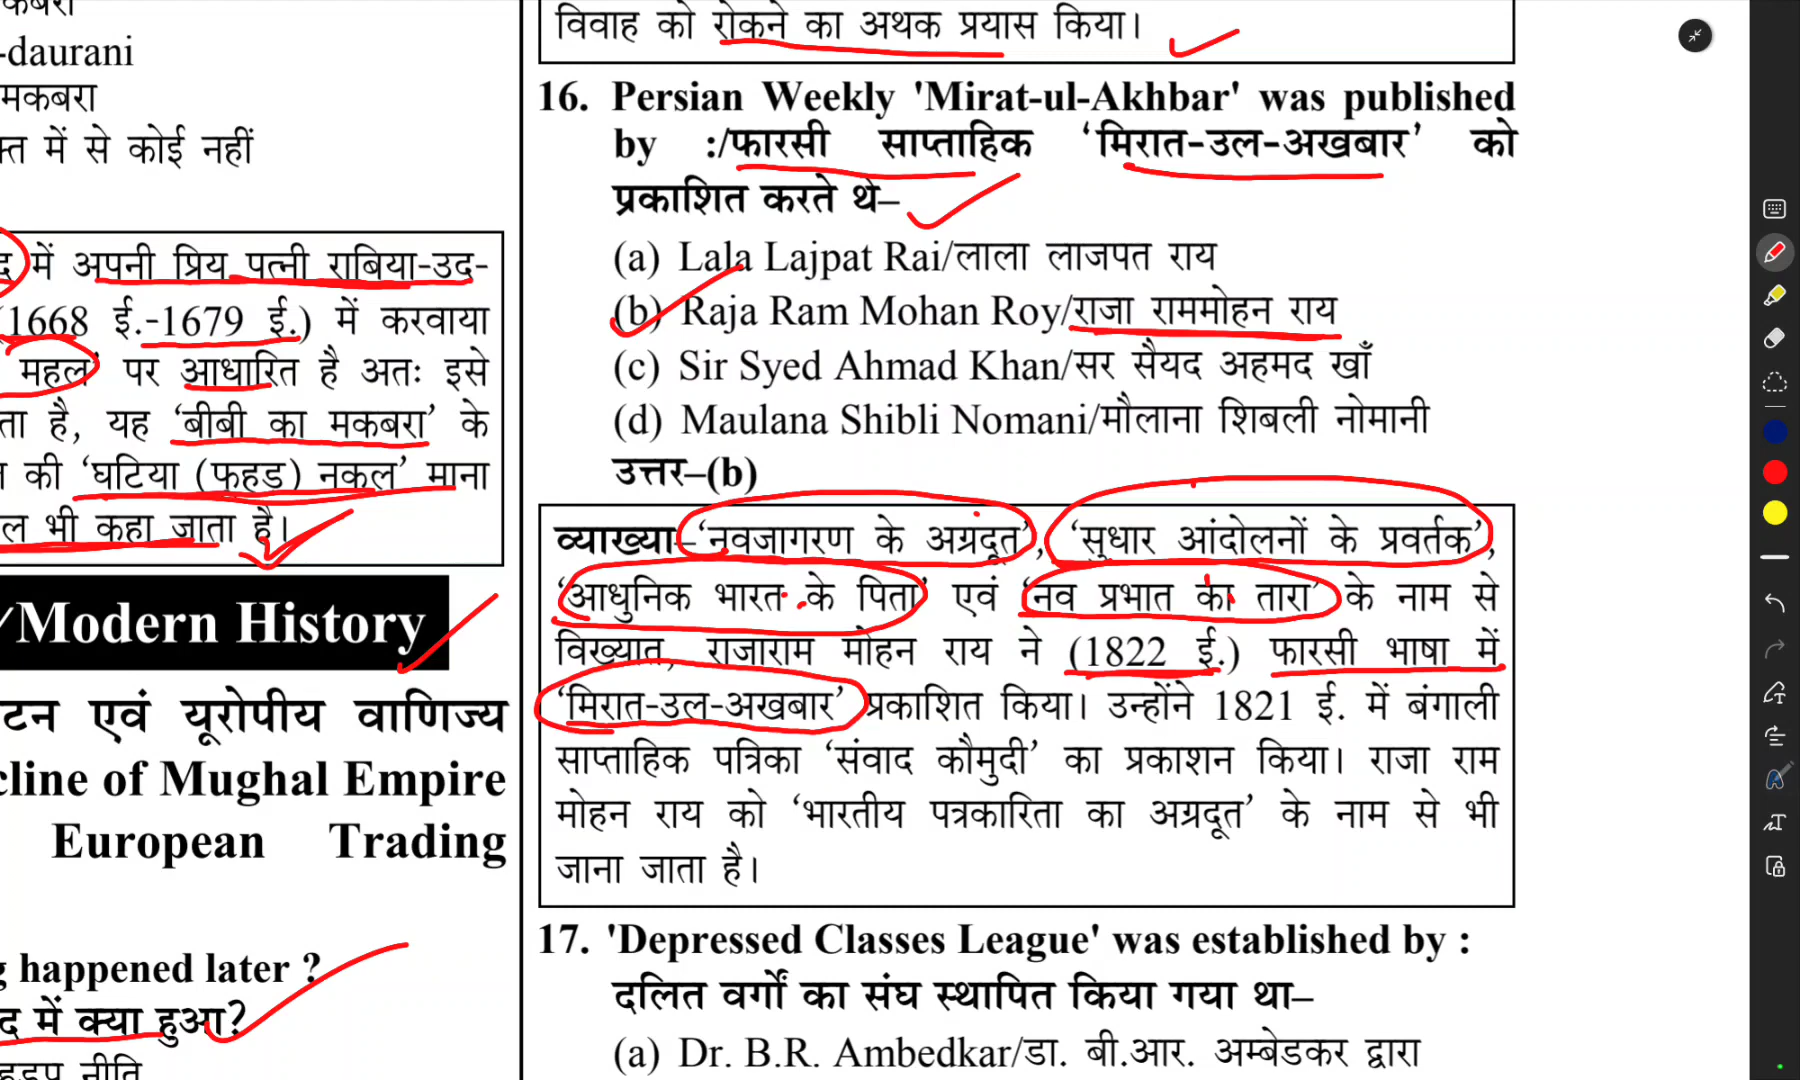 -daurani
मकबरा
में से कोई नहीं
में अपनी प्रिय पत्नी राबिया-उद-
(1668 ई.-1679 ई.) में करवाया
महल’ पर आधारित है अतः इसे
ता है, यह ‘बीबी का मकबरा’ के
की ‘घटिया (फहड) नकल’ माना
ल भी कहा जाता है।
/Modern History
टन एवं यूरोपीय वाणिज्य
cline of Mughal Empire
European Trading
g happened later ?
द में क्या हुआ?
विवाह को रोकने का अथक प्रयास किया।
16. Persian Weekly 'Mirat-ul-Akhbar' was published
by :/फारसी साप्ताहिक ‘मिरात-उल-अखबार’ को
प्रकाशित करते थे–
(a) Lala Lajpat Rai/लाला लाजपत राय
(b) Raja Ram Mohan Roy/राजा राममोहन राय
(c) Sir Syed Ahmad Khan/सर सैयद अहमद खाँ
(d) Maulana Shibli Nomani/मौलाना शिबली नोमानी
उत्तर–(b)
व्याख्या–‘नवजागरण के अग्रदूत’, ‘सुधार आंदोलनों के प्रवर्तक’,
‘आधुनिक भारत के पिता’ एवं ‘नव प्रभात का तारा’ के नाम से
विख्यात, राजाराम मोहन राय ने (1822 ई.) फारसी भाषा में
‘मिरात-उल-अखबार’ प्रकाशित किया। उन्होंने 1821 ई. में बंगाली
साप्ताहिक पत्रिका ‘संवाद कौमुदी’ का प्रकाशन किया। राजा राम
मोहन राय को ‘भारतीय पत्रकारिता का अग्रदूत’ के नाम से भी
जाना जाता है।
17. 'Depressed Classes League' was established by :
दलित वर्गों का संघ स्थापित किया गया था–
(a) Dr. B.R. Ambedkar/डा. बी.आर. अम्बेडकर द्वारा